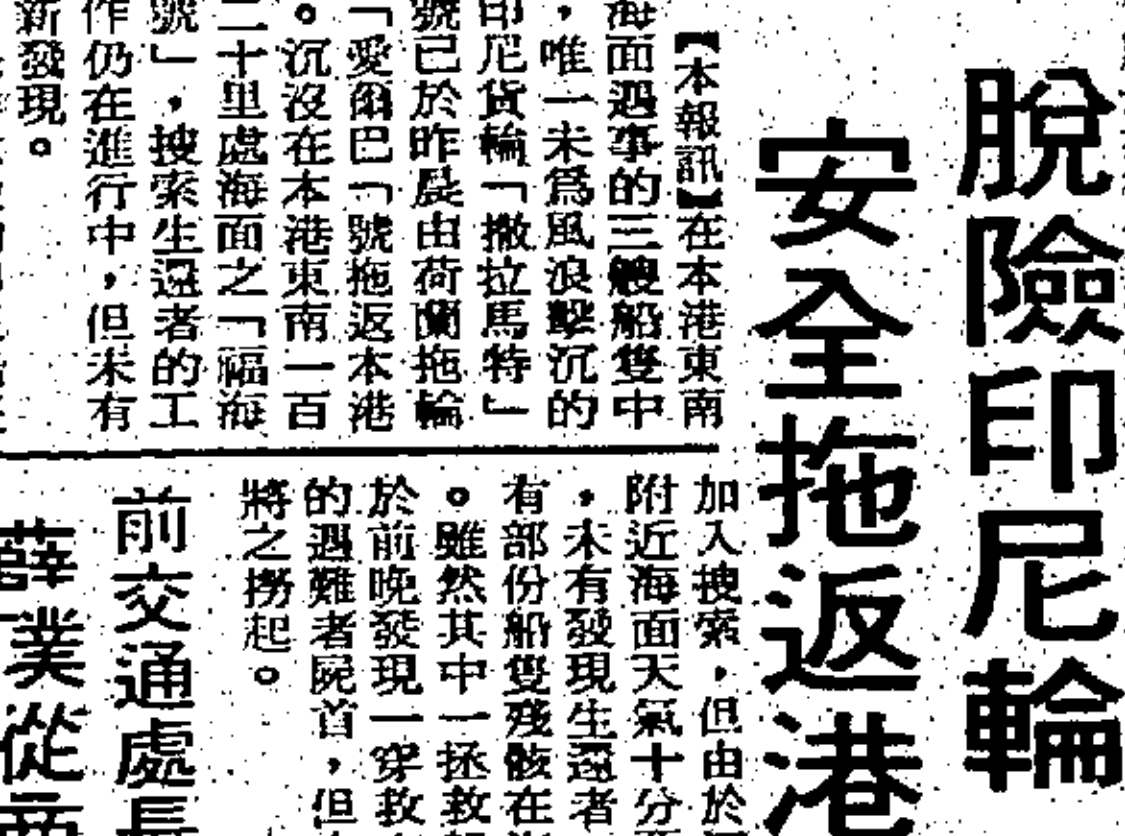 脫險印尼輪
安全拖返港
【本報訊】在本港東南
海面遇事的三艘船隻中
，唯一未爲風浪擊沉的
印尼貨輪「撒拉馬特」
號已於昨晨由荷蘭拖輪
「愛爾巴「號拖返本港
。沉沒在本港東南一百
二十里處海面之「福海
號」，搜索生還者的工
作仍在進行中，但未有
新發現。
加入搜索，但由於
附近海面天氣十分
，未有發現生還者
有部份船隻殘骸在
。雖然其中一拯救
於前晚發現一穿救
的遇難者屍首，但
將之撈起。
前交通處長
薛業從商